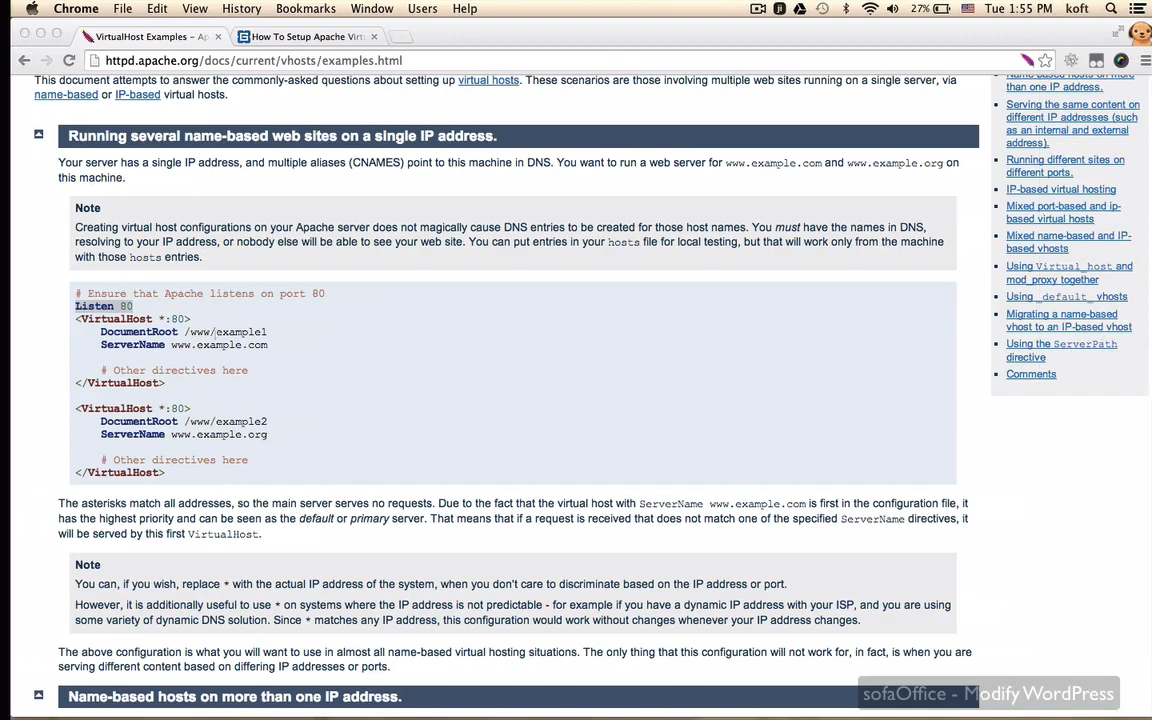 Chrome File Edit View History Bookmarks Window Users Help 27% Tue 1:55 PM koft
VirtualHost Examples – Ap × How To Setup Apache Virtu ×
httpd.apache.org/docs/current/vhosts/examples.html
This document attempts to answer the commonly-asked questions about setting up virtual hosts. These scenarios are those involving multiple web sites running on a single server, via
name-based or IP-based virtual hosts.
Running several name-based web sites on a single IP address.
Your server has a single IP address, and multiple aliases (CNAMES) point to this machine in DNS. You want to run a web server for www.example.com and www.example.org on
this machine.
Note
Creating virtual host configurations on your Apache server does not magically cause DNS entries to be created for those host names. You must have the names in DNS,
resolving to your IP address, or nobody else will be able to see your web site. You can put entries in your hosts file for local testing, but that will work only from the machine
with those hosts entries.
# Ensure that Apache listens on port 80
Listen 80
<VirtualHost *:80>
DocumentRoot /www/example1
ServerName www.example.com
# Other directives here
</VirtualHost>
<VirtualHost *:80>
DocumentRoot /www/example2
ServerName www.example.org
# Other directives here
</VirtualHost>
The asterisks match all addresses, so the main server serves no requests. Due to the fact that the virtual host with ServerName www.example.com is first in the configuration file, it
has the highest priority and can be seen as the default or primary server. That means that if a request is received that does not match one of the specified ServerName directives, it
will be served by this first VirtualHost.
Note
You can, if you wish, replace * with the actual IP address of the system, when you don't care to discriminate based on the IP address or port.
However, it is additionally useful to use * on systems where the IP address is not predictable - for example if you have a dynamic IP address with your ISP, and you are using
some variety of dynamic DNS solution. Since * matches any IP address, this configuration would work without changes whenever your IP address changes.
The above configuration is what you will want to use in almost all name-based virtual hosting situations. The only thing that this configuration will not work for, in fact, is when you are
serving different content based on differing IP addresses or ports.
Name-based hosts on more than one IP address.
Name-based hosts on more
than one IP address.
Serving the same content on
different IP addresses (such
as an internal and external
address).
Running different sites on
different ports.
IP-based virtual hosting
Mixed port-based and ip-
based virtual hosts
Mixed name-based and IP-
based vhosts
Using Virtual_host and
mod_proxy together
Using _default_ vhosts
Migrating a name-based
vhost to an IP-based vhost
Using the ServerPath
directive
Comments
sofaOffice - Modify WordPress